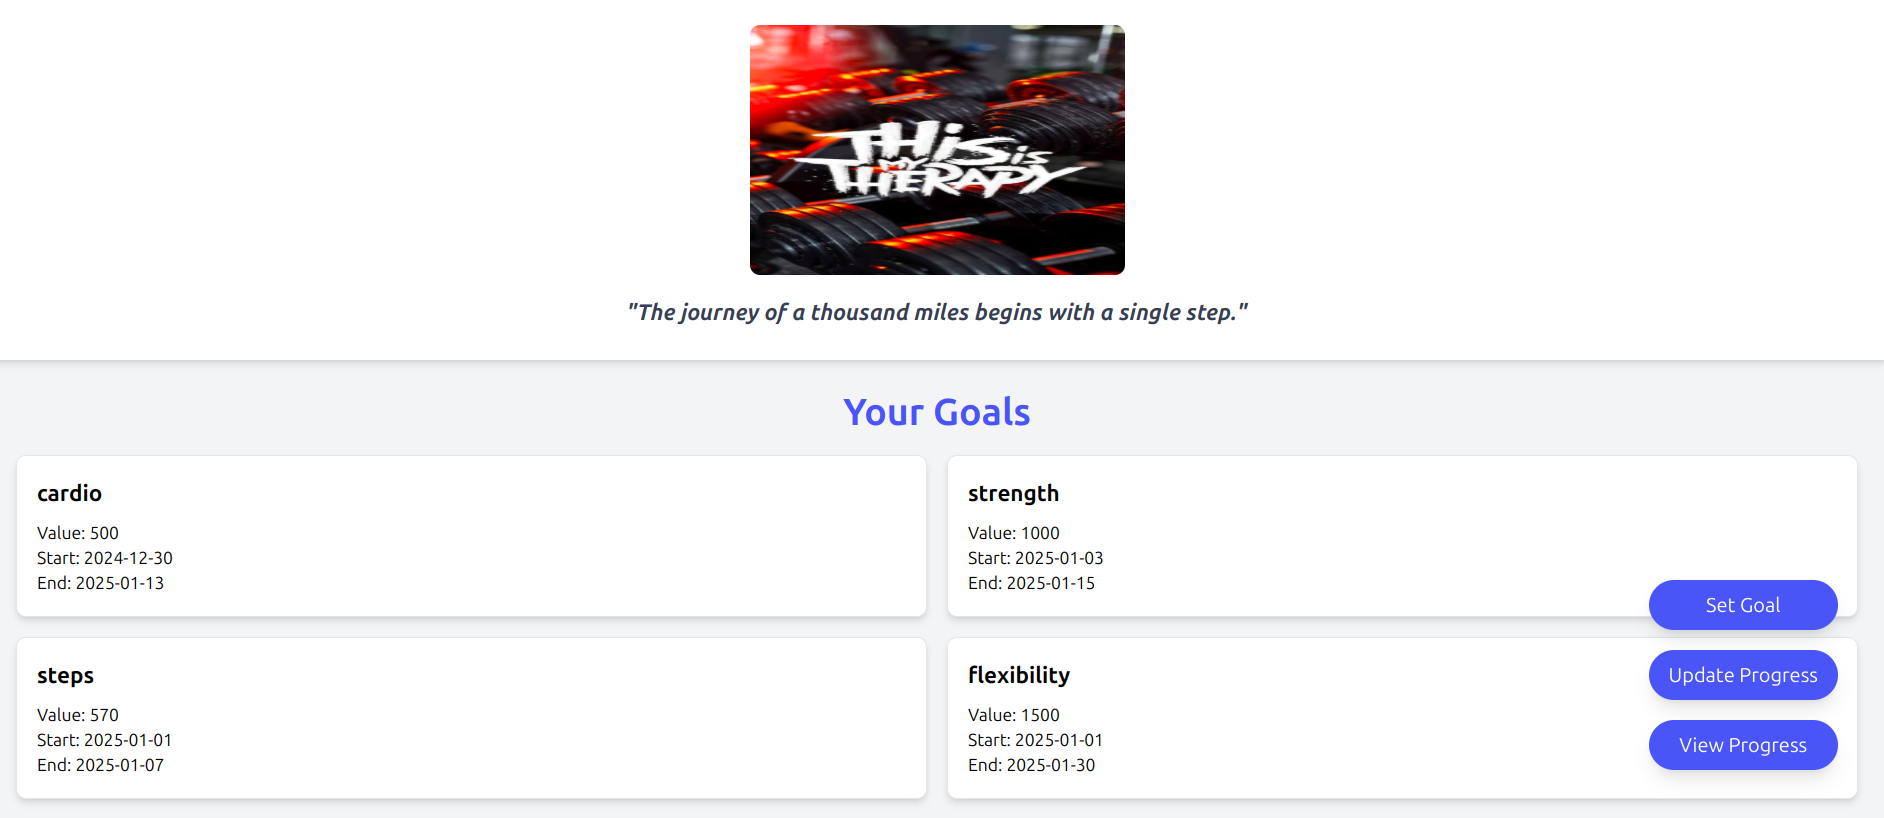 THiS is
MY
THERAPY
"The journey of a thousand miles begins with a single step."
Your Goals
cardio
Value: 500
Start: 2024-12-30
End: 2025-01-13
strength
Value: 1000
Start: 2025-01-03
End: 2025-01-15
steps
Value: 570
Start: 2025-01-01
End: 2025-01-07
flexibility
Value: 1500
Start: 2025-01-01
End: 2025-01-30
Set Goal
Update Progress
View Progress